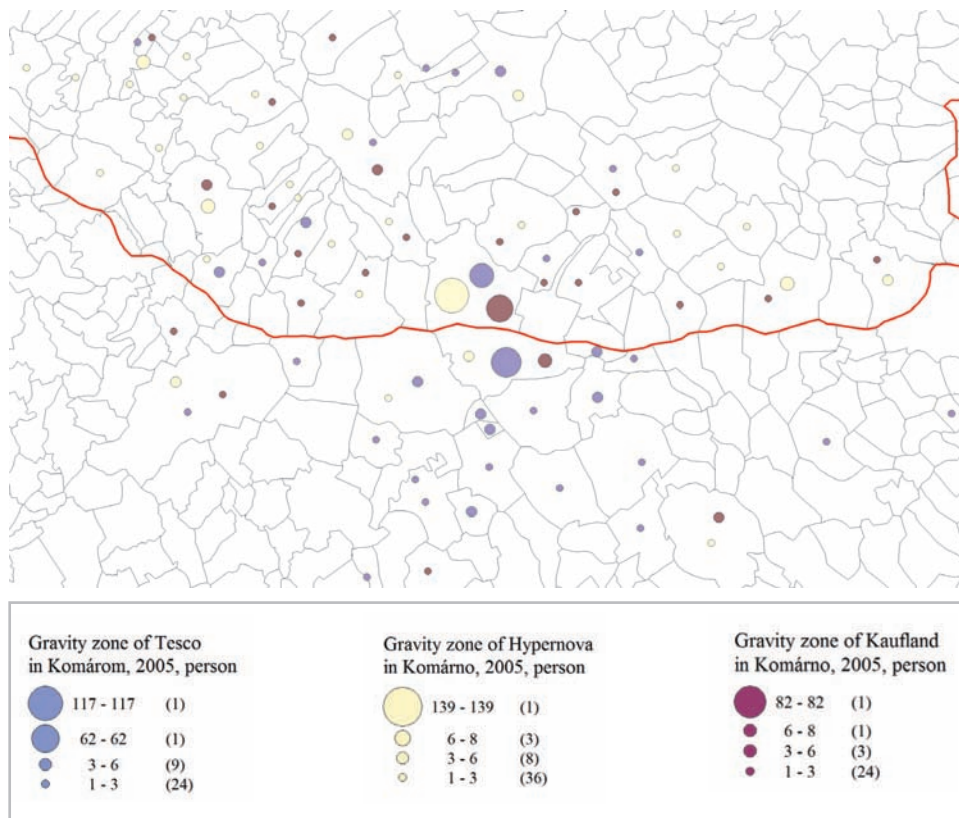 Gravity zone of Tesco
in Komárom, 2005, person
117 - 117 (1)
62 - 62 (1)
3 - 6 (9)
1 - 3 (24)
Gravity zone of Hypernova
in Komárno, 2005, person
139 - 139 (1)
6 - 8 (3)
3 - 6 (8)
1 - 3 (36)
Gravity zone of Kaufland
in Komárno, 2005, person
82 - 82 (1)
6 - 8 (1)
3 - 6 (3)
1 - 3 (24)